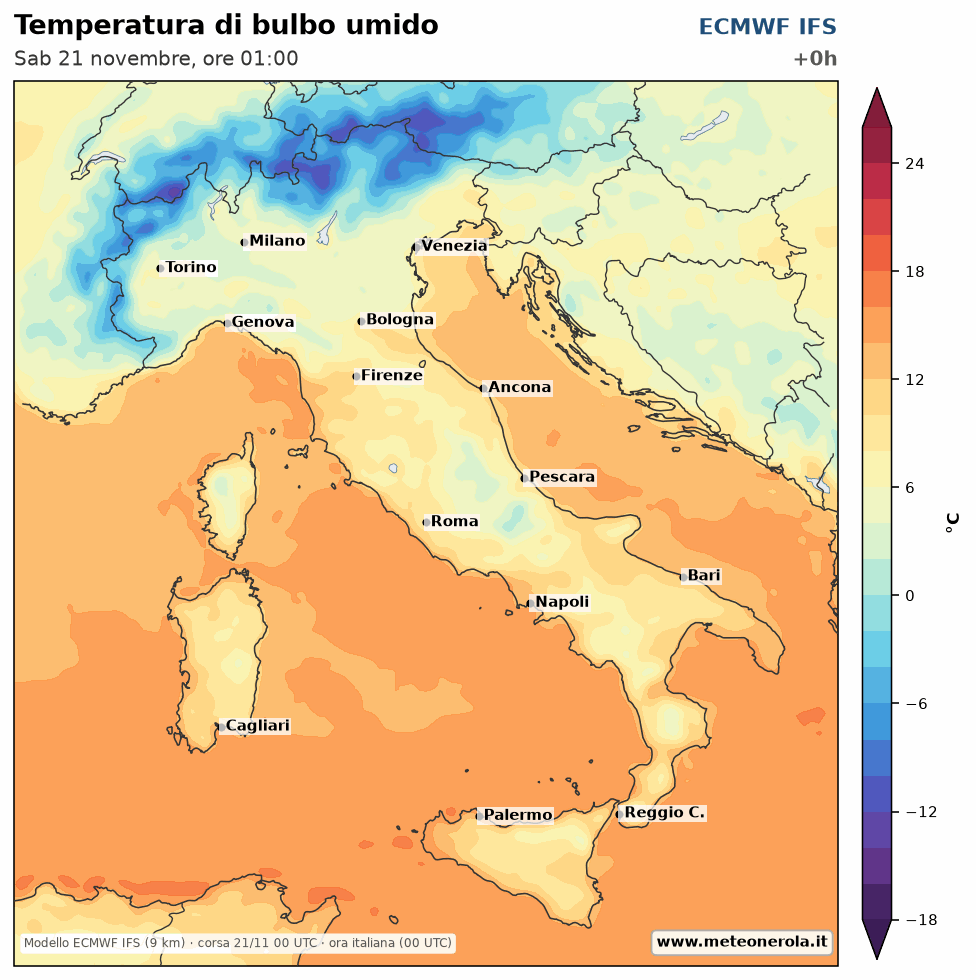 Temperatura di bulbo umido
ECMWF IFS
Sab 21 novembre, ore 01:00
+0h
Milano
Venezia
Torino
Genova
Bologna
Firenze
Ancona
Pescara
Roma
Bari
Napoli
Cagliari
Palermo
Reggio C.
24
18
12
6
0
−6
−12
−18
°C
Modello ECMWF IFS (9 km) · corsa 21/11 00 UTC · ora italiana (00 UTC)
www.meteonerola.it